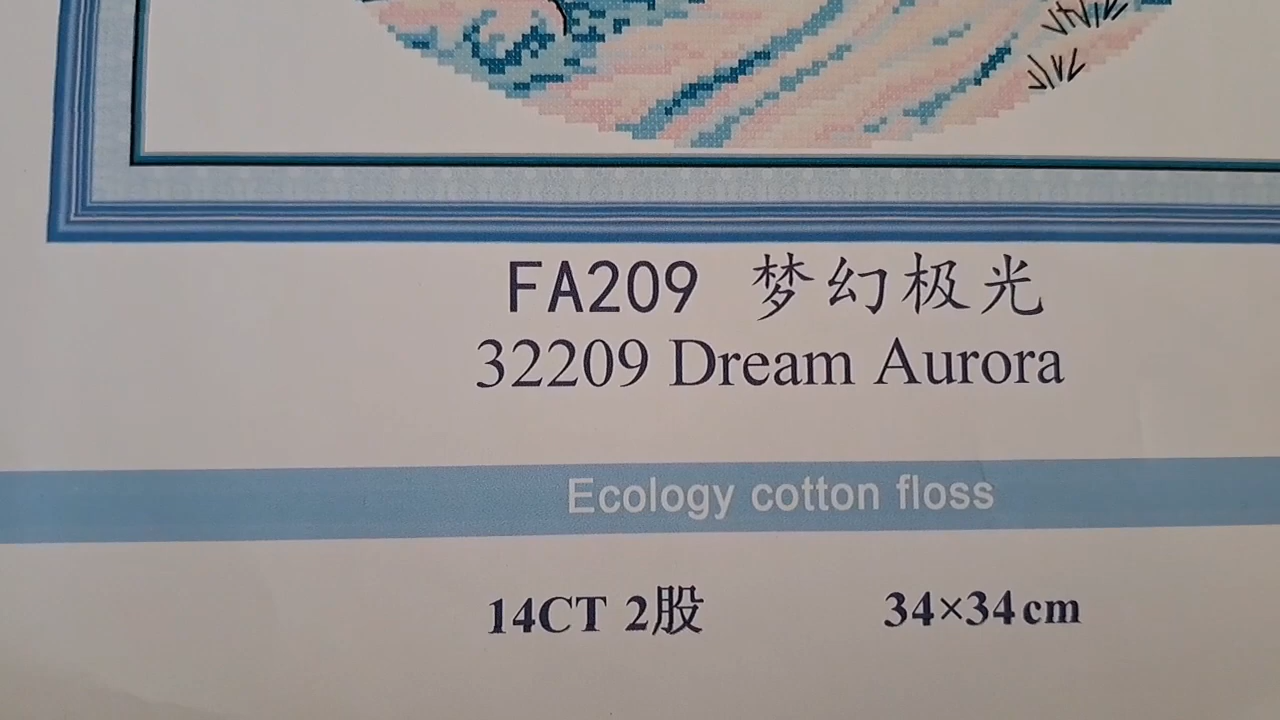 FA209 梦幻极光
32209 Dream Aurora
Ecology cotton floss
14CT 2股 34×34cm